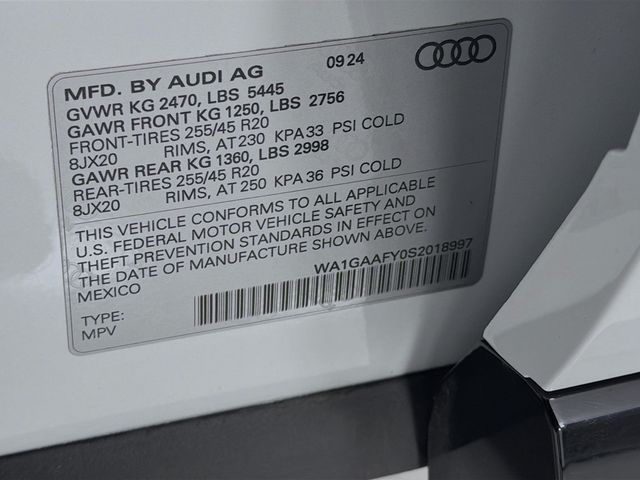 MFD. BY AUDI AG 09 24
GVWR KG 2470, LBS 5445
GAWR FRONT KG 1250, LBS 2756
FRONT-TIRES 255/45 R20
8JX20 RIMS, AT 230 KPA 33 PSI COLD
GAWR REAR KG 1360, LBS 2998
REAR-TIRES 255/45 R20
8JX20 RIMS, AT 250 KPA 36 PSI COLD
THIS VEHICLE CONFORMS TO ALL APPLICABLE
U.S. FEDERAL MOTOR VEHICLE SAFETY AND
THEFT PREVENTION STANDARDS IN EFFECT ON
THE DATE OF MANUFACTURE SHOWN ABOVE.
MEXICO WA1GAAFY0S2018997
TYPE:
MPV